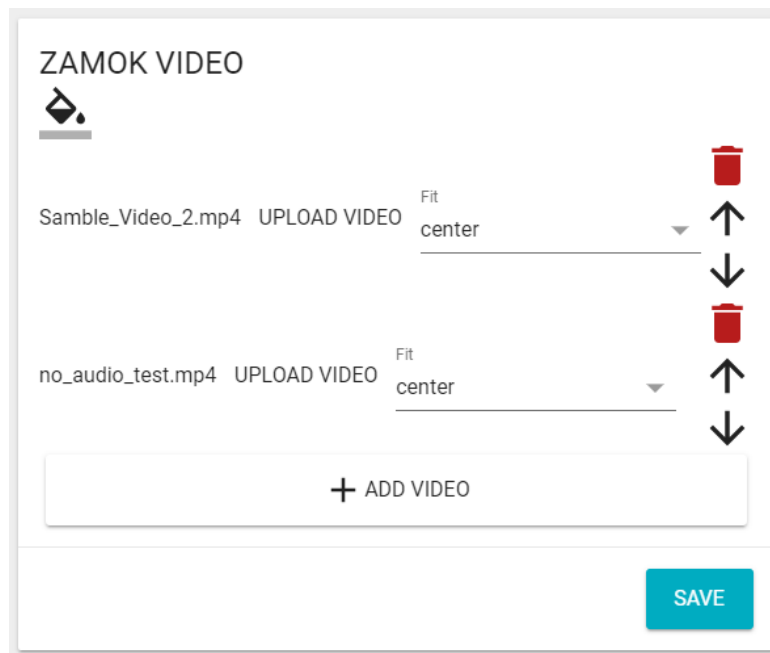 ZAMOK VIDEO
Fit
Samble_Video_2.mp4 UPLOAD VIDEO center
Fit
no_audio_test.mp4 UPLOAD VIDEO center
ADD VIDEO
SAVE